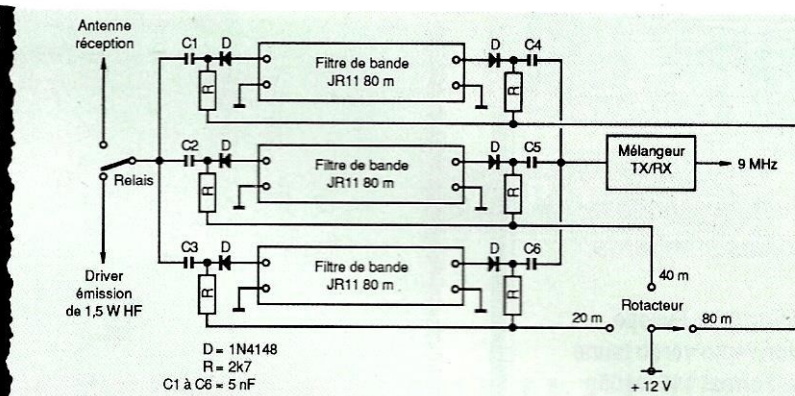 Antenne
réception
C1
D
Filtre de bande
JR11 80 m
D
C4
R
R
C2
D
Filtre de bande
JR11 80 m
D
C5
R
R
Relais
Mélangeur
TX/RX
9 MHz
C3
D
Filtre de bande
JR11 80 m
D
C6
R
R
Driver
émission
de 1,5 W HF
40 m
Rotacteur
20 m
80 m
+ 12 V
D = 1N4148
R = 2k7
C1 à C6 = 5 nF